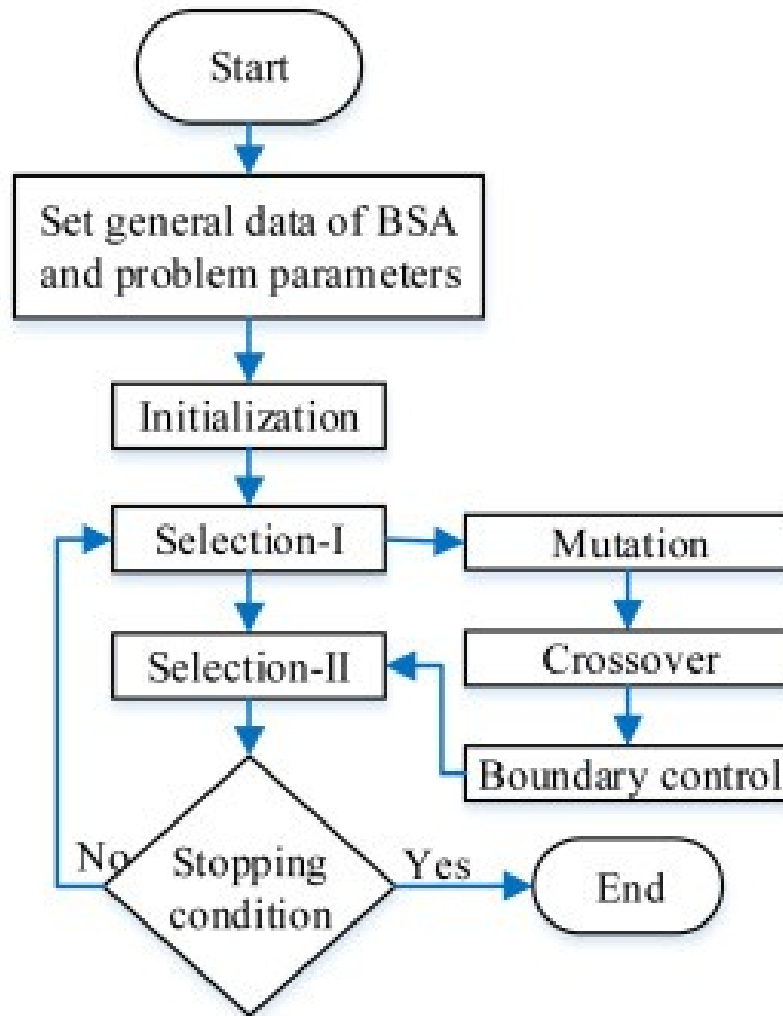 Start
Set general data of BSA
and problem parameters
Initialization
Selection-I
Mutation
Selection-II
Crossover
Boundary control
No
Stopping
condition
Yes
End